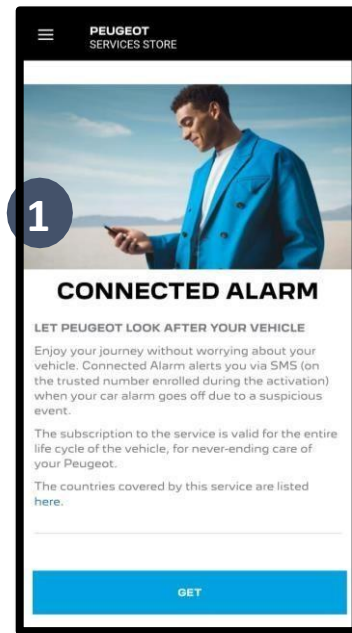 PEUGEOT
SERVICES STORE
1
CONNECTED ALARM
LET PEUGEOT LOOK AFTER YOUR VEHICLE
Enjoy your journey without worrying about your
vehicle. Connected Alarm alerts you via SMS (on
the trusted number enrolled during the activation)
when your car alarm goes off due to a suspicious
event.
The subscription to the service is valid for the entire
life cycle of the vehicle, for never-ending care of
your Peugeot.
The countries covered by this service are listed
here.
GET